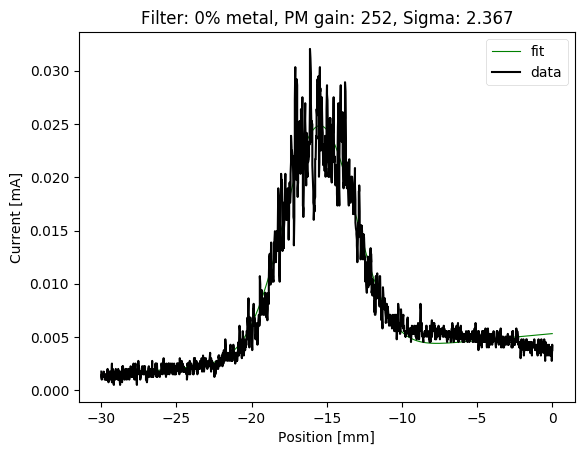 Filter: 0% metal, PM gain: 252, Sigma: 2.367
fit
data
0.030
0.025
0.020
0.015
0.010
0.005
0.000
Current [mA]
−30
−25
−20
−15
−10
−5
0
Position [mm]